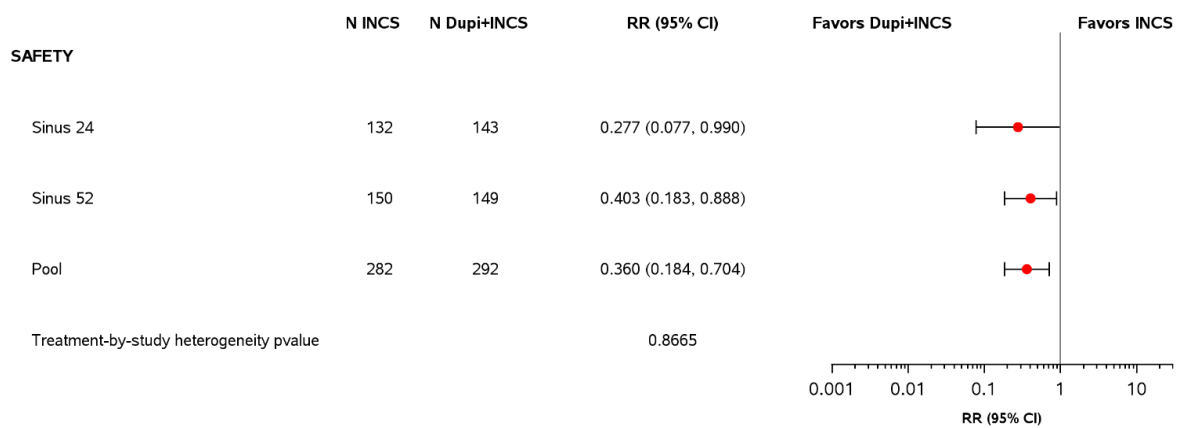 N INCS N Dupi+INCS RR (95% CI) Favors Dupi+INCS Favors INCS
SAFETY
Sinus 24 132 143 0.277 (0.077, 0.990)
Sinus 52 150 149 0.403 (0.183, 0.888)
Pool 282 292 0.360 (0.184, 0.704)
Treatment-by-study heterogeneity pvalue 0.8665
0.001 0.01 0.1 1 10
RR (95% CI)